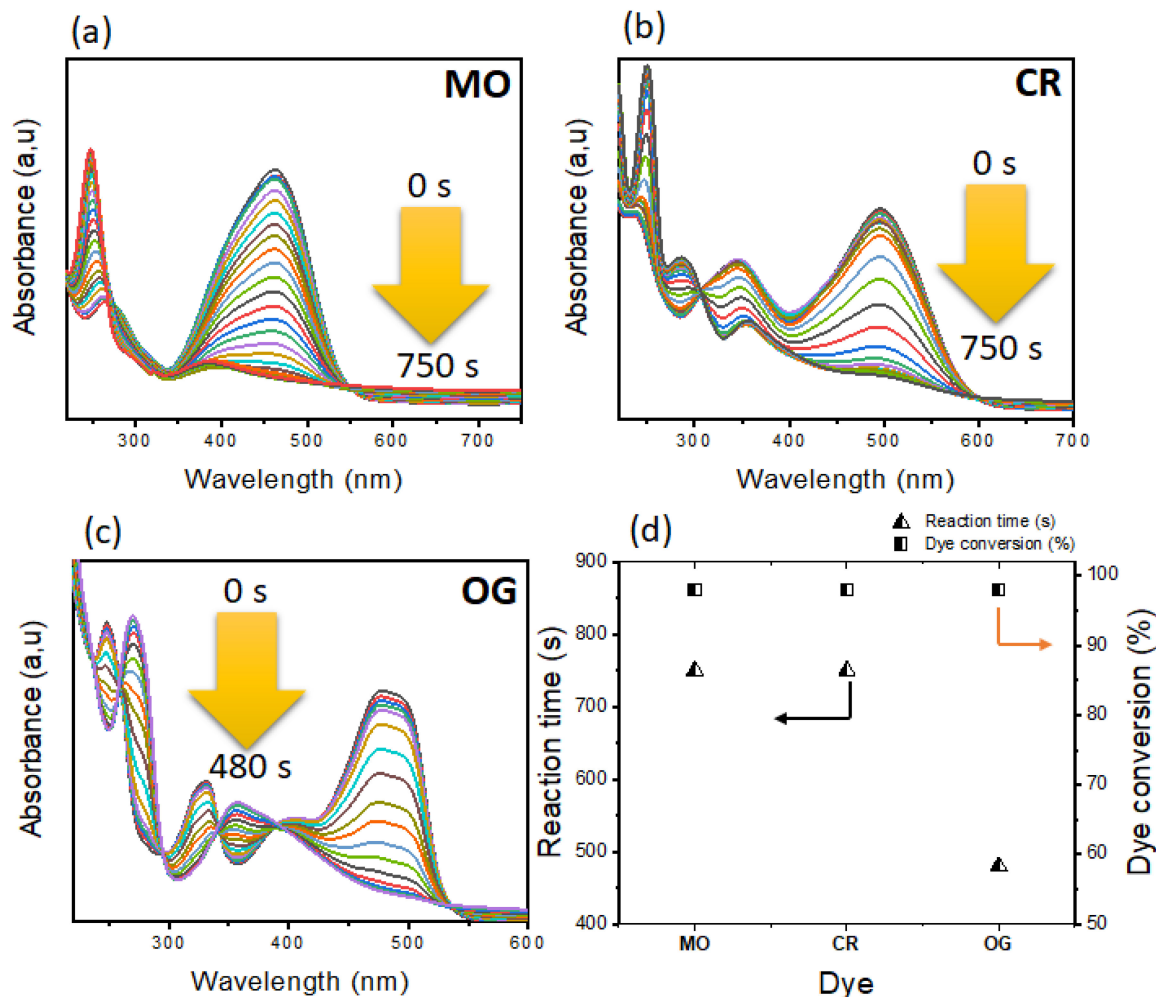 (a)
MO
0 s
750 s
Absorbance (a,u)
300 400 500 600 700
Wavelength (nm)
(b)
CR
0 s
750 s
Absorbance (a,u)
300 400 500 600 700
Wavelength (nm)
(c)
OG
0 s
480 s
Absorbance (a,u)
300 400 500 600
Wavelength (nm)
(d)
Reaction time (s)
Dye conversion (%)
900
800
700
600
500
400
Reaction time (s)
100
90
80
70
60
50
Dye conversion (%)
MO CR OG
Dye